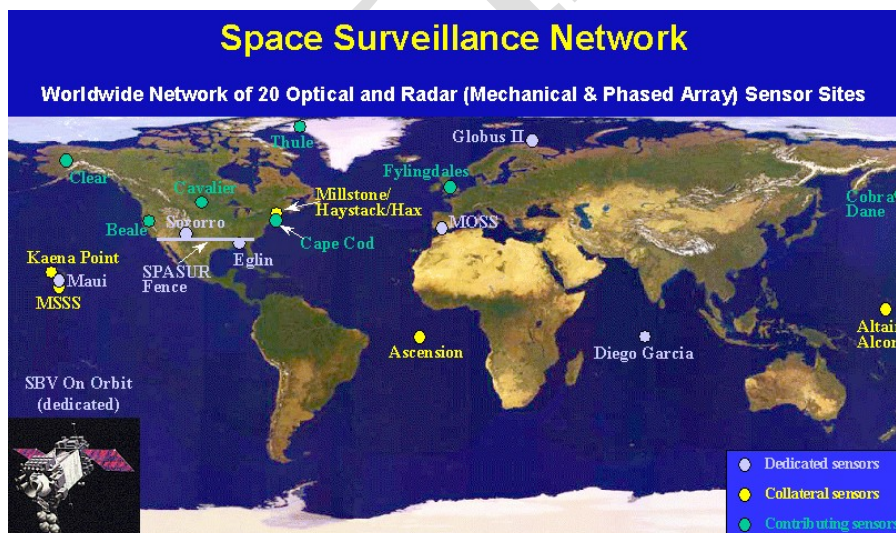 Space Surveillance Network
Worldwide Network of 20 Optical and Radar (Mechanical & Phased Array) Sensor Sites
Thule
Globus II
Clear
Fylingdales
Cavalier
Millstone/
Haystack/Hax
Cobra
Dane
Beale
Socorro
MOSS
Cape Cod
Kaena Point
SPASUR
Fence
Eglin
Maui
MSSS
Altair
Alcor
Ascension
Diego Garcia
SBV On Orbit
(dedicated)
Dedicated sensors
Collateral sensors
Contributing sensors